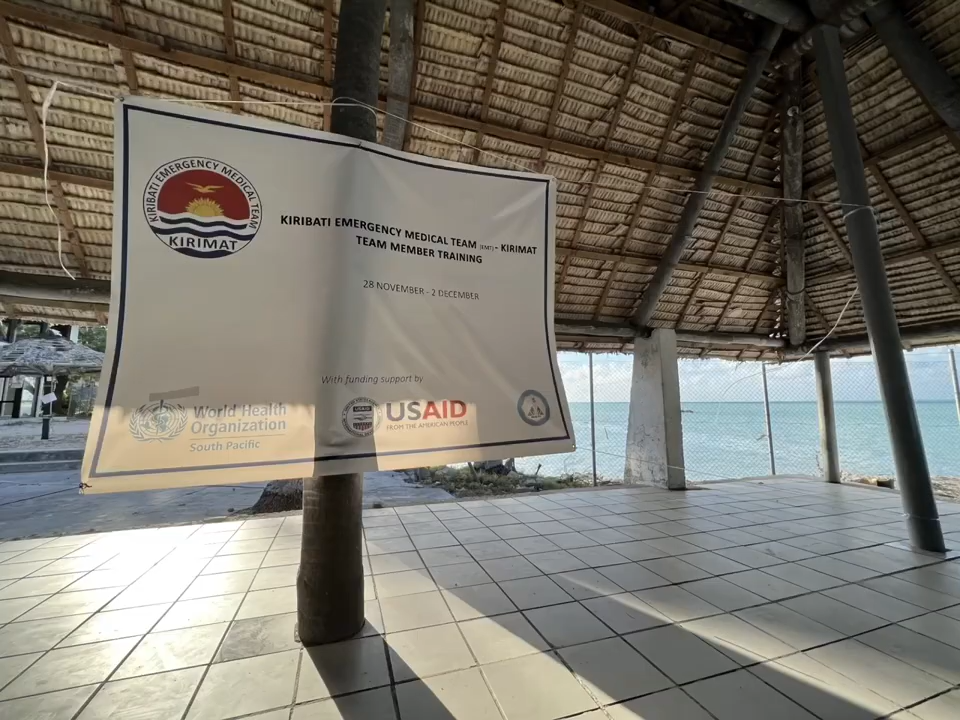 KIRIBATI EMERGENCY MEDICAL TEAM
KIRIMAT
KIRIBATI EMERGENCY MEDICAL TEAM (EMT) - KIRIMAT
TEAM MEMBER TRAINING
28 NOVEMBER - 2 DECEMBER
With funding support by
World Health
Organization
South Pacific
USAID
FROM THE AMERICAN PEOPLE